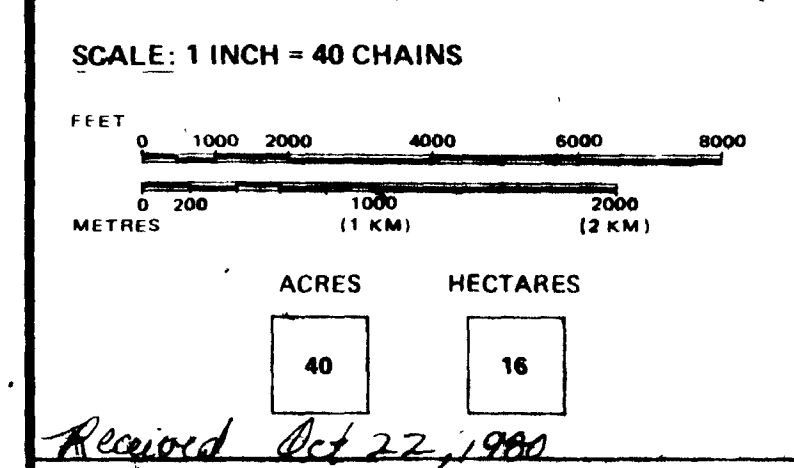 SCALE: 1 INCH = 40 CHAINS
FEET
0 1000 2000 4000 6000 8000
0 200 1000 2000
METRES (1 KM) (2 KM)
ACRES HECTARES
40 16
Received Oct 22, 1980